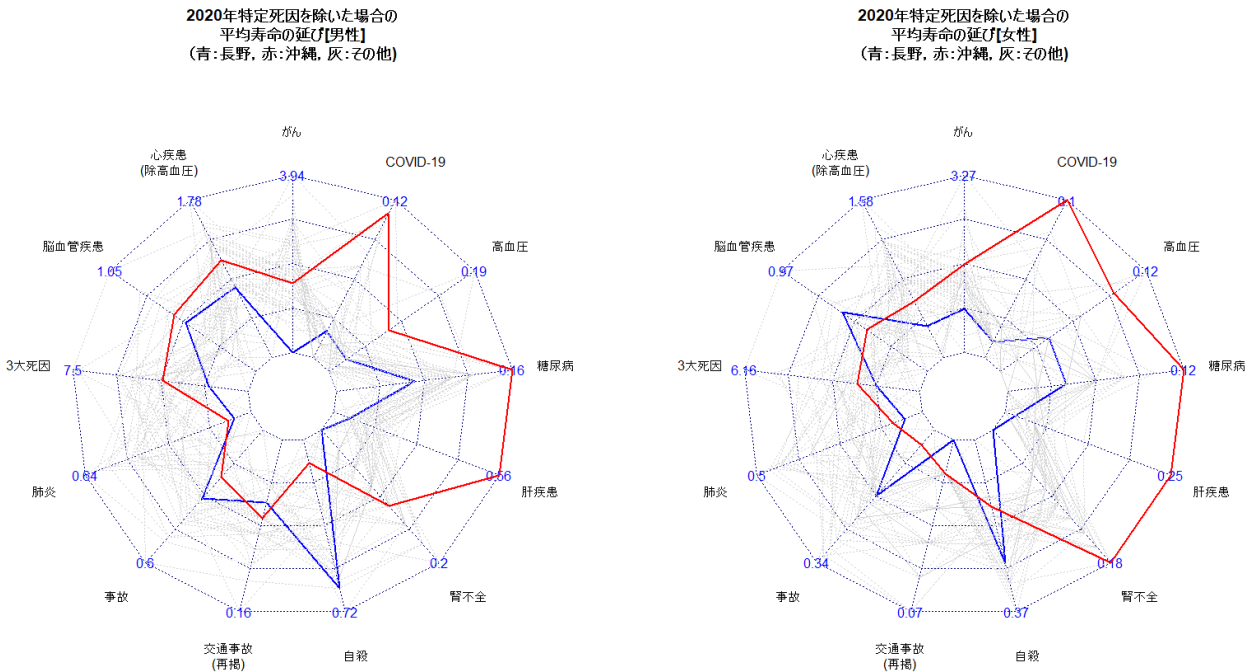 2020年特定死因を除いた場合の
平均寿命の延び[男性]
(青:長野, 赤:沖縄, 灰:その他)
がん
3.94
COVID-19
0.42
高血圧
0.19
糖尿病
0.16
肝疾患
0.56
腎不全
0.2
自殺
0.72
交通事故
(再掲)
0.16
事故
0.6
肺炎
0.64
3大死因
7.5
脳血管疾患
1.05
心疾患
(除高血圧)
1.78
2020年特定死因を除いた場合の
平均寿命の延び[女性]
(青:長野, 赤:沖縄, 灰:その他)
がん
3.27
COVID-19
0.1
高血圧
0.12
糖尿病
0.12
肝疾患
0.25
腎不全
0.18
自殺
0.37
交通事故
(再掲)
0.07
事故
0.34
肺炎
0.5
3大死因
6.16
脳血管疾患
0.97
心疾患
(除高血圧)
1.58